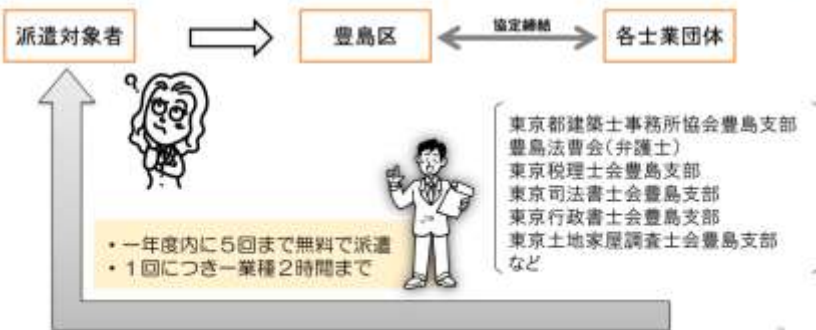 派遣対象者
豊島区
協定締結
各士業団体
東京都建築士事務所協会豊島支部
豊島法曹会(弁護士)
東京税理士会豊島支部
東京司法書士会豊島支部
東京行政書士会豊島支部
東京土地家屋調査士会豊島支部
など
・一年度内に5回まで無料で派遣
・1回につき一業種2時間まで